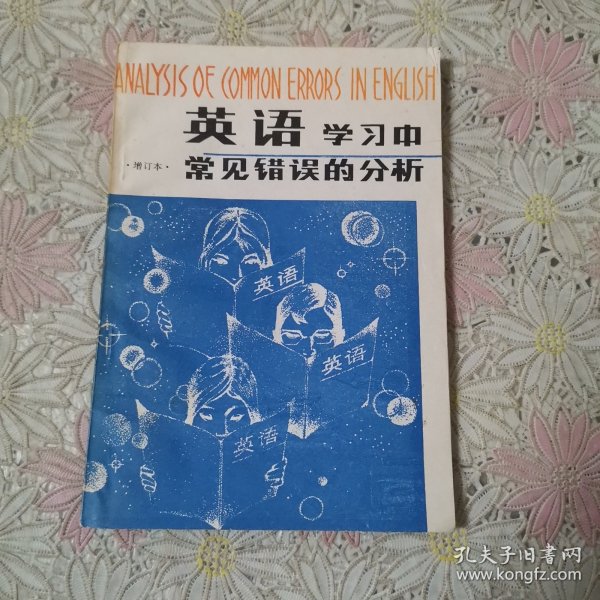 ANALYSIS OF COMMON ERRORS IN ENGLISH
英语 学习中
·增订本· 常见错误的分析
英语
英语
英语
孔夫子旧书网
www.kongfz.com